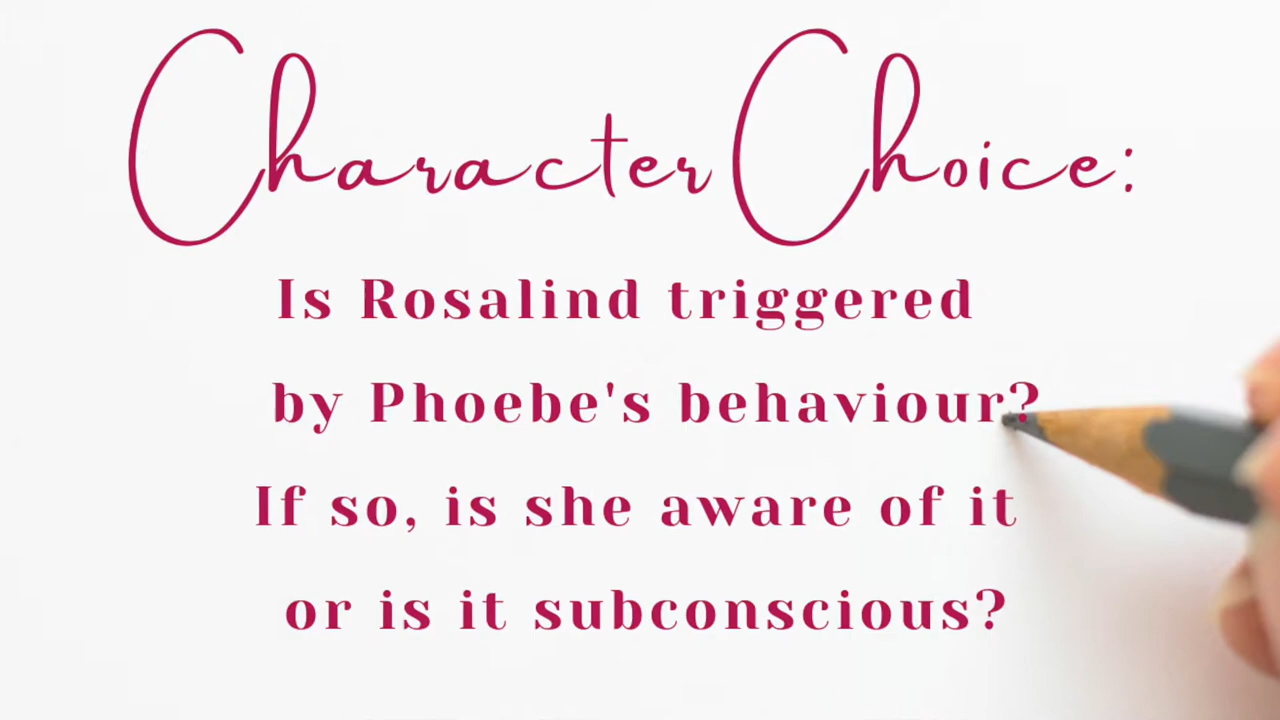 Character Choice:
Is Rosalind triggered
by Phoebe's behaviour?
If so, is she aware of it
or is it subconscious?